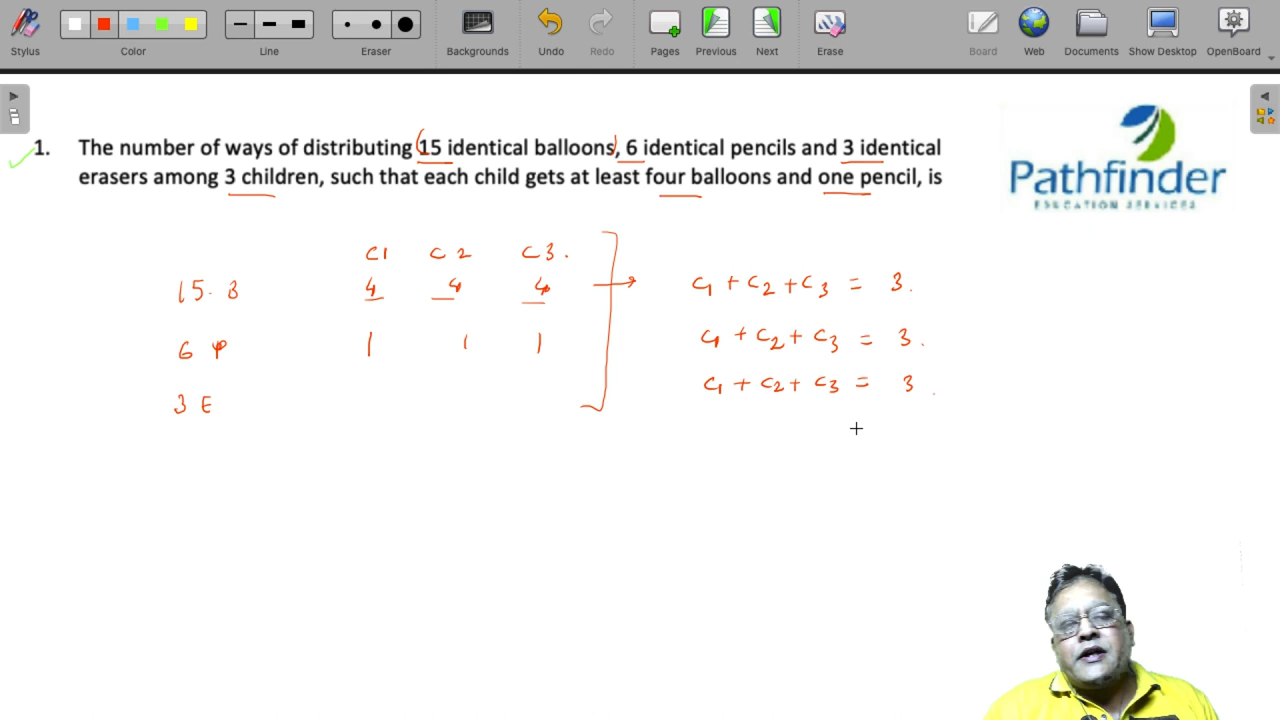 Stylus Color Line Eraser Backgrounds Undo Redo Pages Previous Next Erase Board Web Documents Show Desktop OpenBoard
1. The number of ways of distributing 15 identical balloons, 6 identical pencils and 3 identical
erasers among 3 children, such that each child gets at least four balloons and one pencil, is
Pathfinder
EDUCATION SERVICES
C1 C2 C3.
15. B 4 4 4 → C1 + C2 + C3 = 3.
6 P 1 1 1 C1 + C2 + C3 = 3.
C1 + C2 + C3 = 3.
3 E